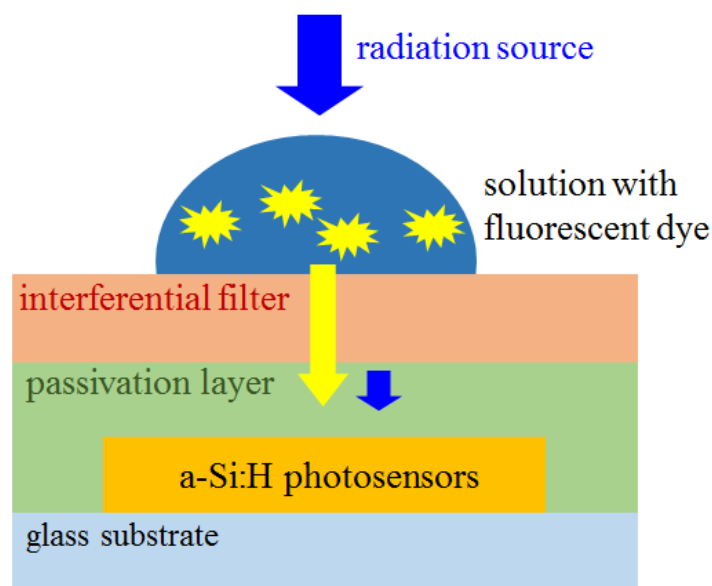 radiation source
solution with
fluorescent dye
interferential filter
passivation layer
a-Si:H photosensors
glass substrate